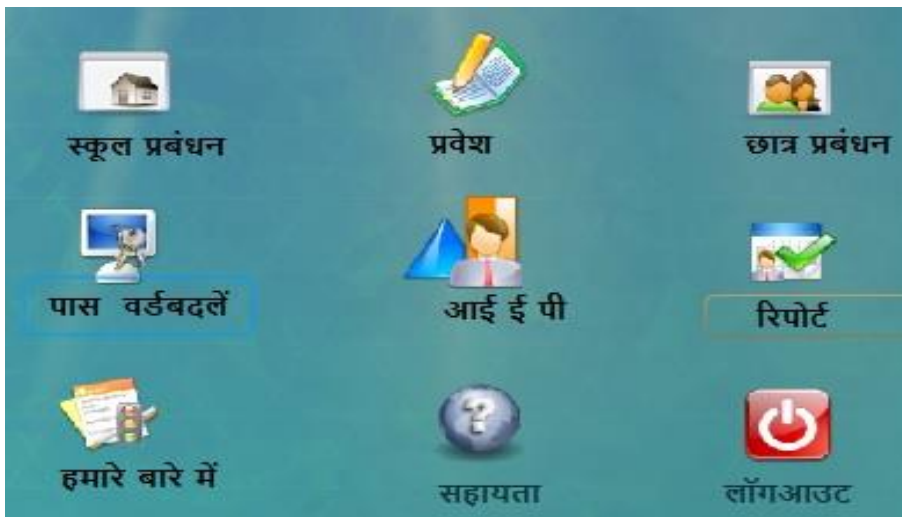 स्कूल प्रबंधन
प्रवेश
छात्र प्रबंधन
पास वर्डबदलें
आई ई पी
रिपोर्ट
हमारे बारे में
सहायता
लॉगआउट